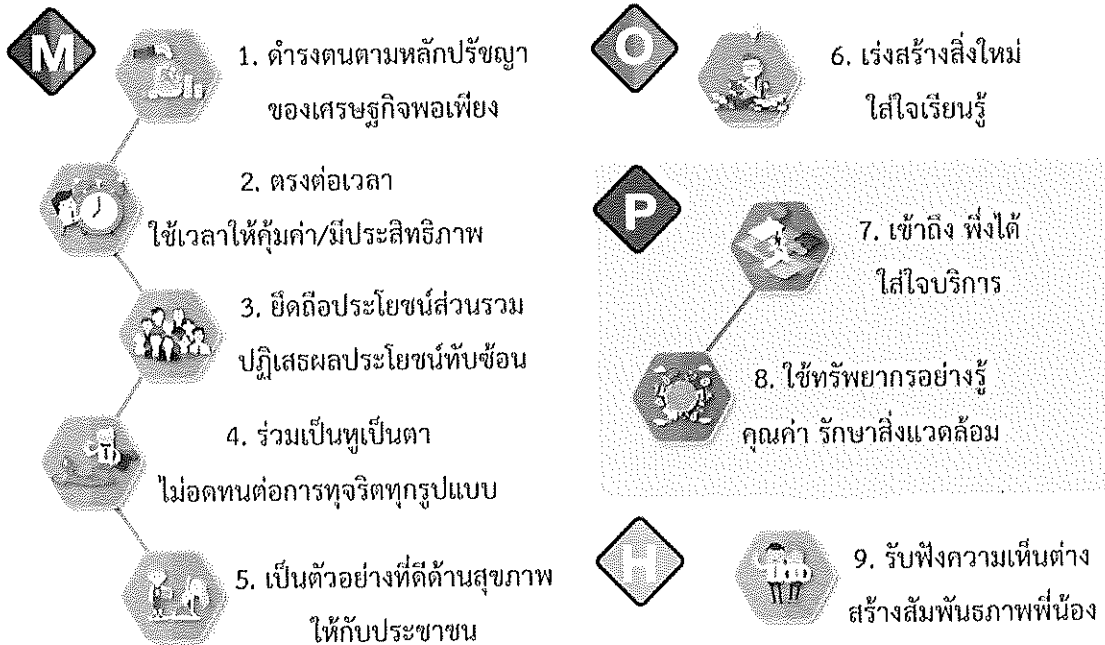 M
1. ดำรงตนตามหลักปรัชญา
ของเศรษฐกิจพอเพียง
2. ตรงต่อเวลา
ใช้เวลาให้คุ้มค่า/มีประสิทธิภาพ
3. ยึดถือประโยชน์ส่วนรวม
ปฏิเสธผลประโยชน์ทับซ้อน
4. ร่วมเป็นหูเป็นตา
ไม่อดทนต่อการทุจริตทุกรูปแบบ
5. เป็นตัวอย่างที่ดีด้านสุขภาพ
ให้กับประชาชน
O
6. เร่งสร้างสิ่งใหม่
ใส่ใจเรียนรู้
P
7. เข้าถึง พึ่งได้
ใส่ใจบริการ
8. ใช้ทรัพยากรอย่างรู้
คุณค่า รักษาสิ่งแวดล้อม
H
9. รับฟังความเห็นต่าง
สร้างสัมพันธภาพพี่น้อง